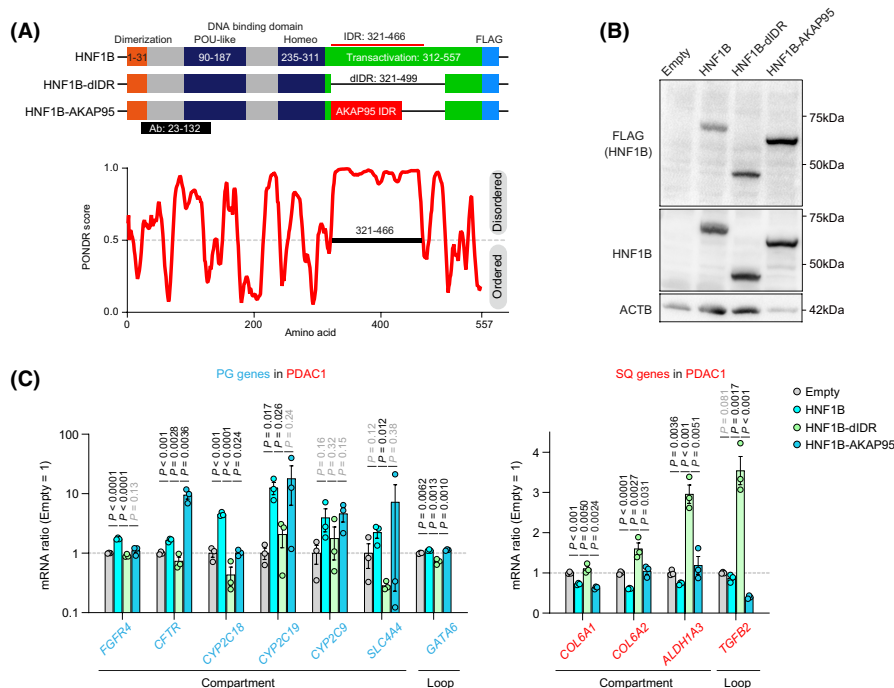 (A)
DNA binding domain
IDR: 321-466
Dimerization
POU-like
Homeo
FLAG
HNF1B
1-31
90-187
235-311
Transactivation: 312-557
HNF1B-dIDR
dIDR: 321-499
HNF1B-AKAP95
AKAP95 IDR
Ab: 23-132
PONDR score
1.0
0.5
0.0
321-466
Disordered
Ordered
0
200
400
557
Amino acid
(B)
Empty
HNF1B
HNF1B-dIDR
HNF1B-AKAP95
FLAG
(HNF1B)
75kDa
50kDa
HNF1B
75kDa
50kDa
ACTB
42kDa
(C)
PG genes in PDAC1
mRNA ratio (Empty = 1)
100
10
1
0.1
P < 0.0001
P < 0.0001
P = 0.13
P < 0.001
P = 0.0028
P = 0.0036
P < 0.001
P < 0.0001
P = 0.024
P = 0.017
P = 0.026
P = 0.24
P = 0.16
P = 0.32
P = 0.15
P = 0.12
P = 0.012
P = 0.38
P = 0.0062
P = 0.0013
P = 0.0010
FGFR4
CFTR
CYP2C18
CYP2C19
CYP2C9
SLC4A4
GATA6
Compartment
Loop
SQ genes in PDAC1
mRNA ratio (Empty = 1)
4
2
0
P < 0.001
P = 0.0050
P = 0.0024
P < 0.0001
P = 0.0027
P = 0.031
P = 0.0036
P < 0.001
P = 0.0051
P = 0.081
P = 0.0017
P < 0.001
COL6A1
COL6A2
ALDH1A3
TGFB2
Compartment
Loop
Empty
HNF1B
HNF1B-dIDR
HNF1B-AKAP95